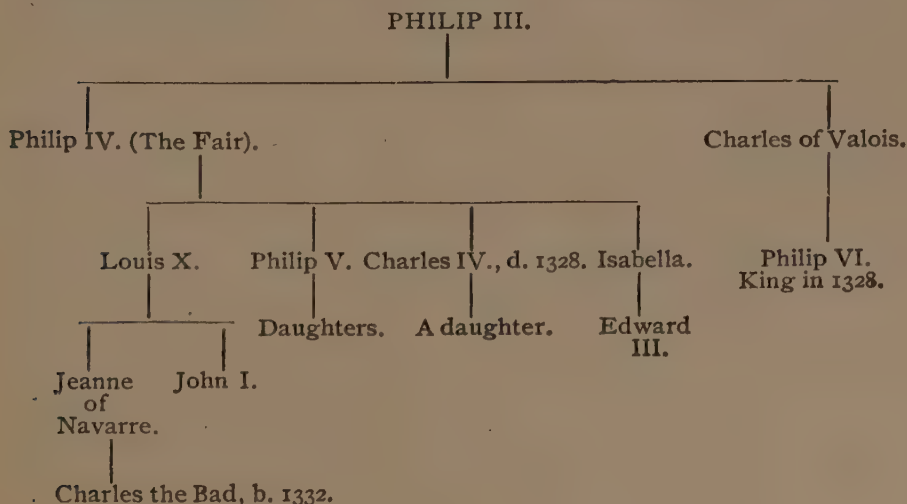 PHILIP III.
Philip IV. (The Fair). Charles of Valois.
Louis X. Philip V. Charles IV., d. 1328. Isabella. Philip VI.
King in 1328.
Daughters. A daughter. Edward
III.
Jeanne John I.
of
Navarre.
Charles the Bad, b. 1332.